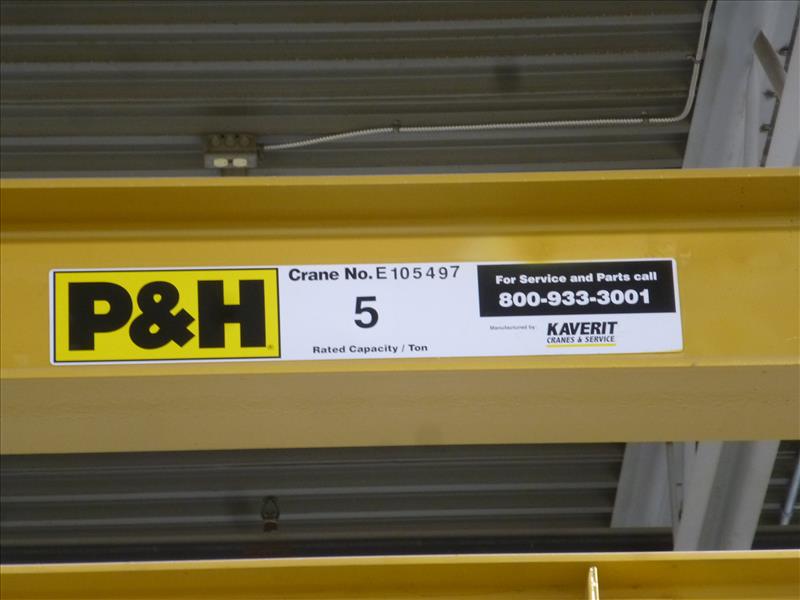 P&H®
Crane No. E105497
5
Rated Capacity / Ton
For Service and Parts call
800-933-3001
Manufactured by:
KAVERIT
CRANES & SERVICE